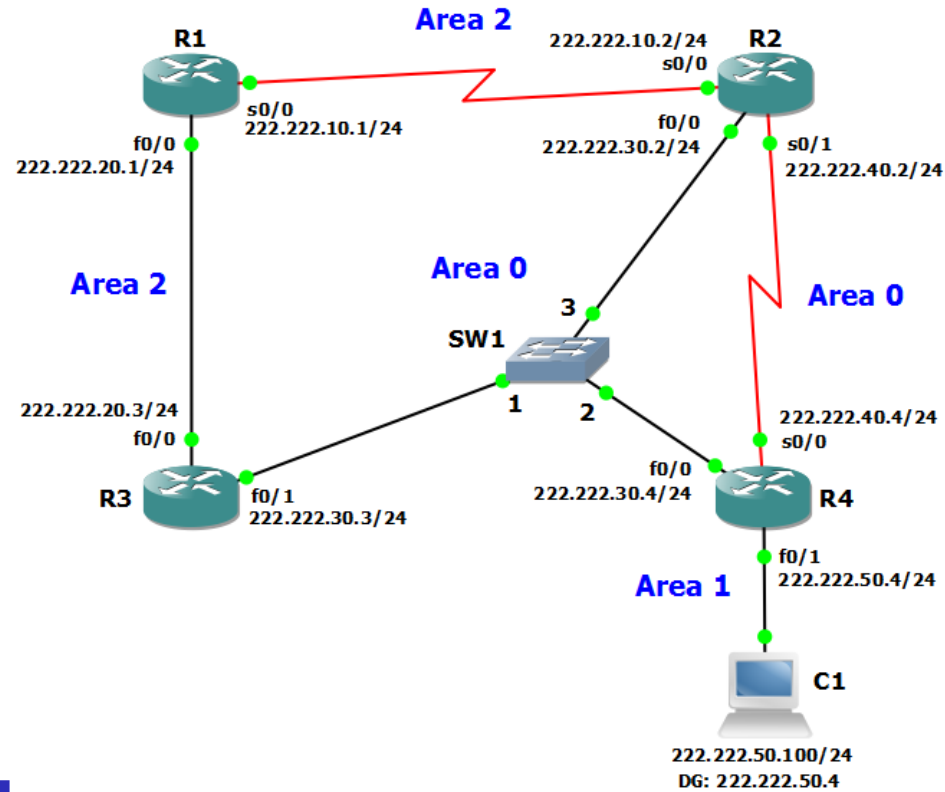 Area 2
R1
222.222.10.2/24
R2
s0/0
s0/0
222.222.10.1/24
f0/0
222.222.20.1/24
f0/0
222.222.30.2/24
s0/1
222.222.40.2/24
Area 2
Area 0
Area 0
3
SW1
1
2
222.222.20.3/24
f0/0
222.222.40.4/24
s0/0
R3
f0/1
222.222.30.3/24
f0/0
222.222.30.4/24
R4
f0/1
222.222.50.4/24
Area 1
C1
222.222.50.100/24
DG: 222.222.50.4